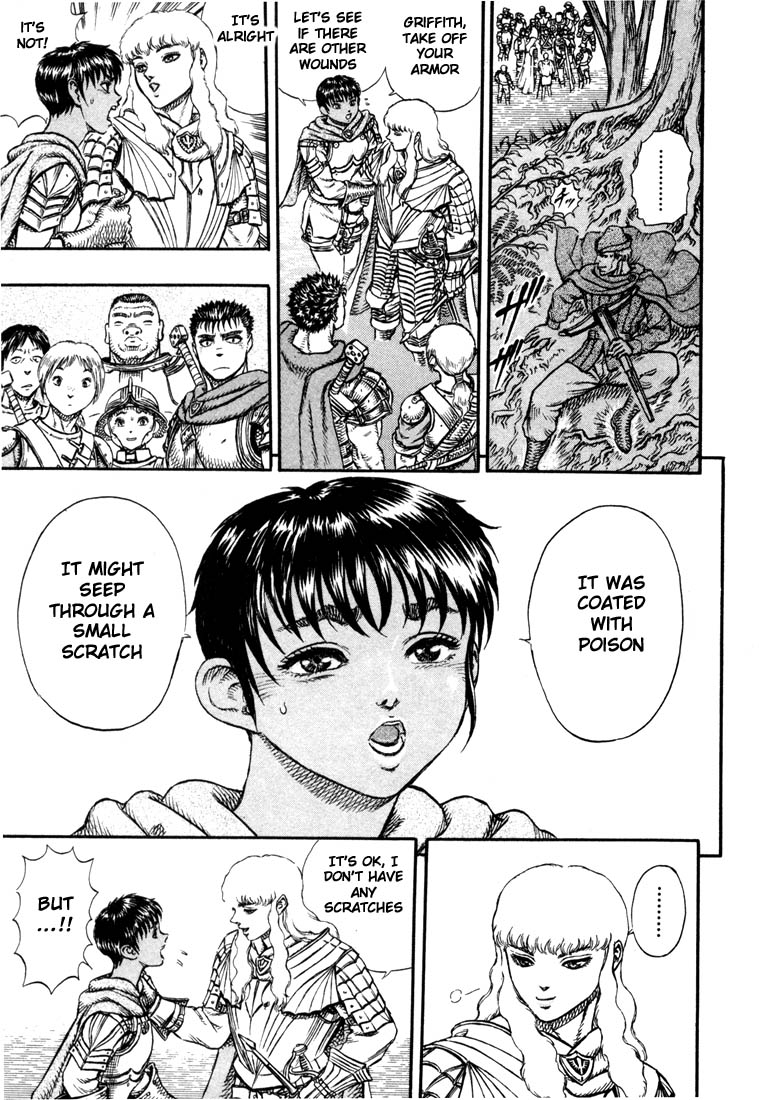 .........
GRIFFITH,
TAKE OFF
YOUR
ARMOR
LET'S SEE
IF THERE
ARE OTHER
WOUNDS
IT'S
ALRIGHT
IT'S
NOT!
IT WAS
COATED
WITH
POISON
IT MIGHT
SEEP
THROUGH A
SMALL
SCRATCH
.........
IT'S OK, I
DON'T HAVE
ANY
SCRATCHES
BUT
...!!